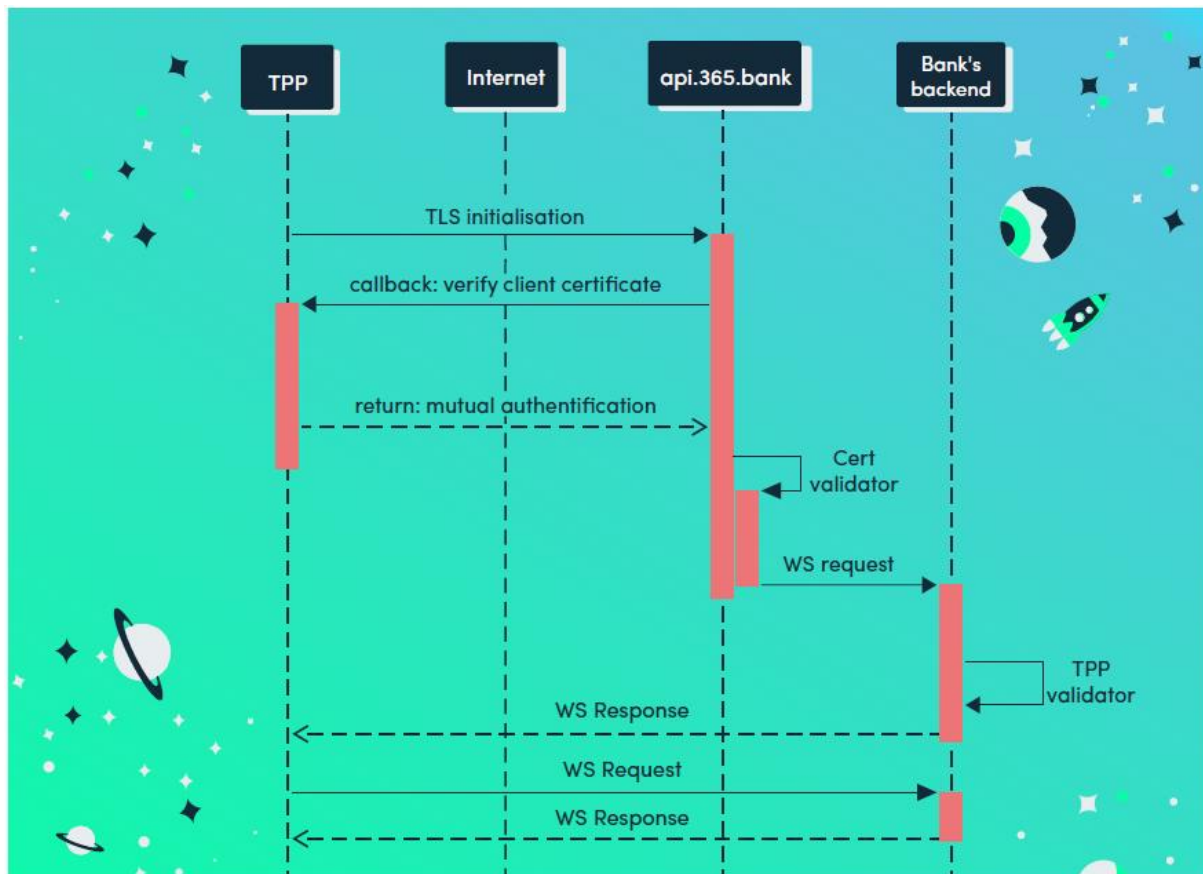 TPP
Internet
api.365.bank
Bank's
backend
TLS initialisation
callback: verify client certificate
return: mutual authentification
Cert
validator
WS request
TPP
validator
WS Response
WS Request
WS Response